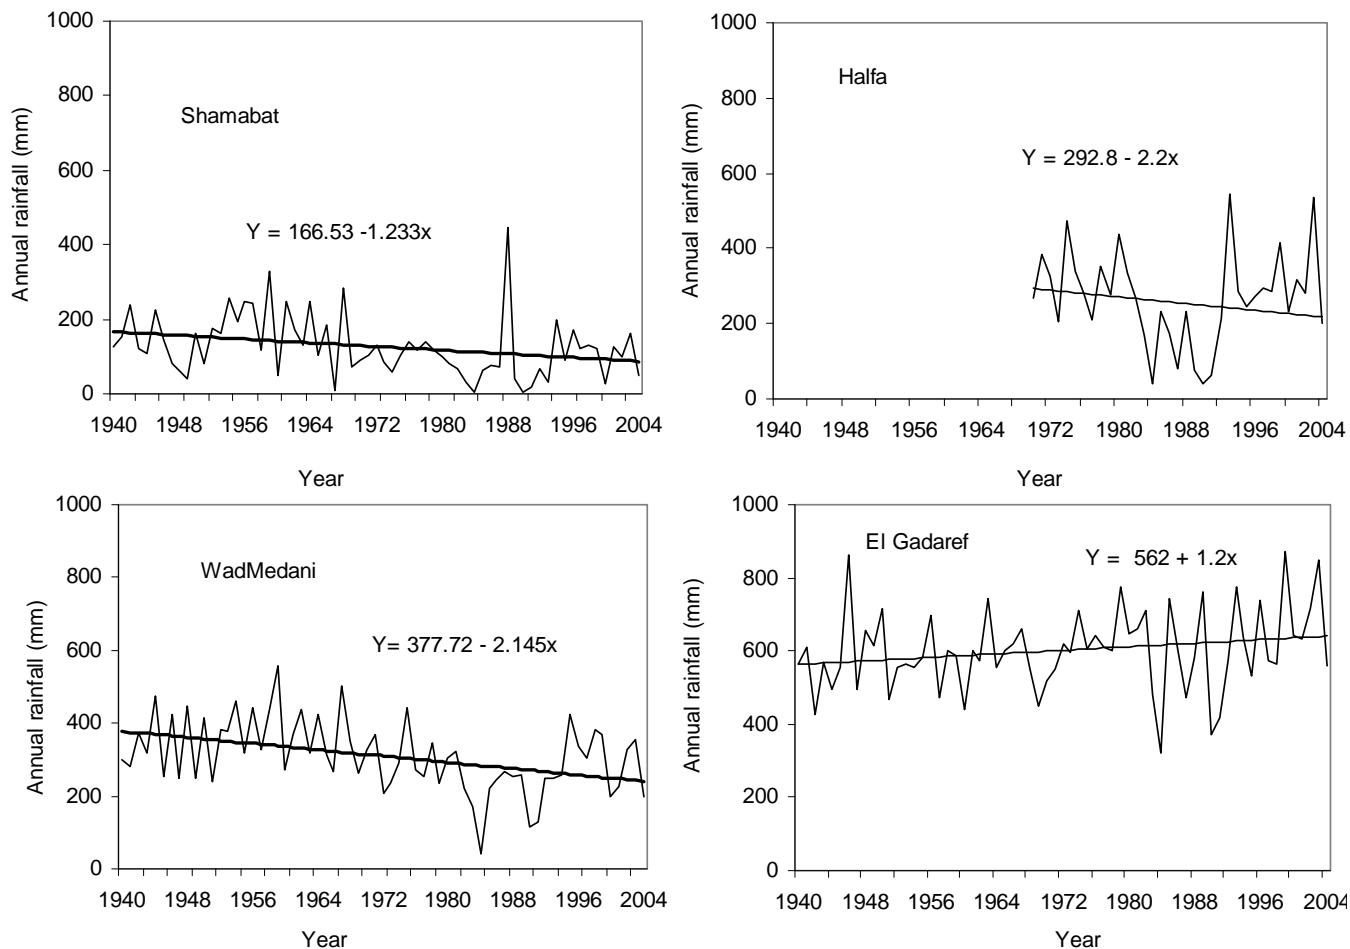 1000
800
600
400
200
0
Annual rainfall (mm)
Shamabat
Y = 166.53 -1.233x
1940 1948 1956 1964 1972 1980 1988 1996 2004
Year
1000
800
600
400
200
0
Annual rainfall (mm)
Halfa
Y = 292.8 - 2.2x
1940 1948 1956 1964 1972 1980 1988 1996 2004
Year
1000
800
600
400
200
0
Annual rainfall (mm)
WadMedani
Y= 377.72 - 2.145x
1940 1948 1956 1964 1972 1980 1988 1996 2004
Year
1000
800
600
400
200
0
Annual rainfall (mm)
El Gadaref
Y = 562 + 1.2x
1940 1948 1956 1964 1972 1980 1988 1996 2004
Year